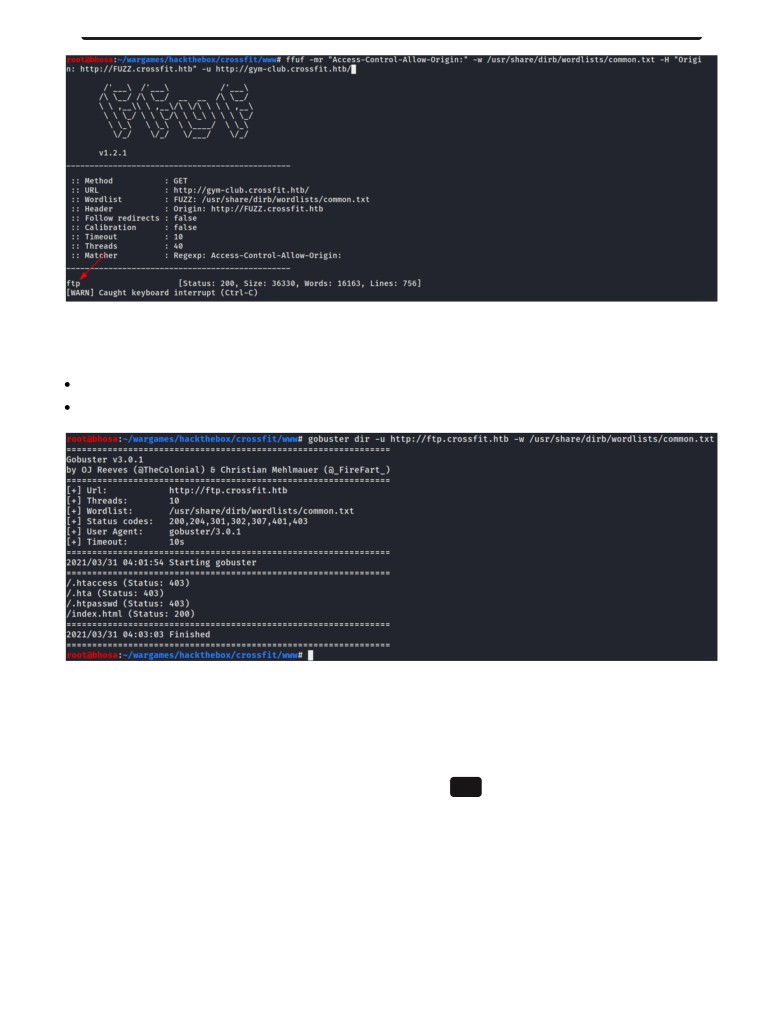 root@bhosa:~/wargames/hackthebox/crossfit/www# ffuf -mr "Access-Control-Allow-Origin:" -w /usr/share/dirb/wordlists/common.txt -H "Origi
n: http://FUZZ.crossfit.htb" -u http://gym-club.crossfit.htb/
v1.2.1
:: Method : GET
:: URL : http://gym-club.crossfit.htb/
:: Wordlist : FUZZ: /usr/share/dirb/wordlists/common.txt
:: Header : Origin: http://FUZZ.crossfit.htb
:: Follow redirects : false
:: Calibration : false
:: Timeout : 10
:: Threads : 40
:: Matcher : Regexp: Access-Control-Allow-Origin:
ftp [Status: 200, Size: 36330, Words: 16163, Lines: 756]
[WARN] Caught keyboard interrupt (Ctrl-C)
root@bhosa:~/wargames/hackthebox/crossfit/www# gobuster dir -u http://ftp.crossfit.htb -w /usr/share/dirb/wordlists/common.txt
===============================================================
Gobuster v3.0.1
by OJ Reeves (@TheColonial) & Christian Mehlmauer (@_FireFart_)
===============================================================
[+] Url: http://ftp.crossfit.htb
[+] Threads: 10
[+] Wordlist: /usr/share/dirb/wordlists/common.txt
[+] Status codes: 200,204,301,302,307,401,403
[+] User Agent: gobuster/3.0.1
[+] Timeout: 10s
===============================================================
2021/03/31 04:01:54 Starting gobuster
===============================================================
/.htaccess (Status: 403)
/.hta (Status: 403)
/.htpasswd (Status: 403)
/index.html (Status: 200)
===============================================================
2021/03/31 04:03:03 Finished
===============================================================
root@bhosa:~/wargames/hackthebox/crossfit/www#